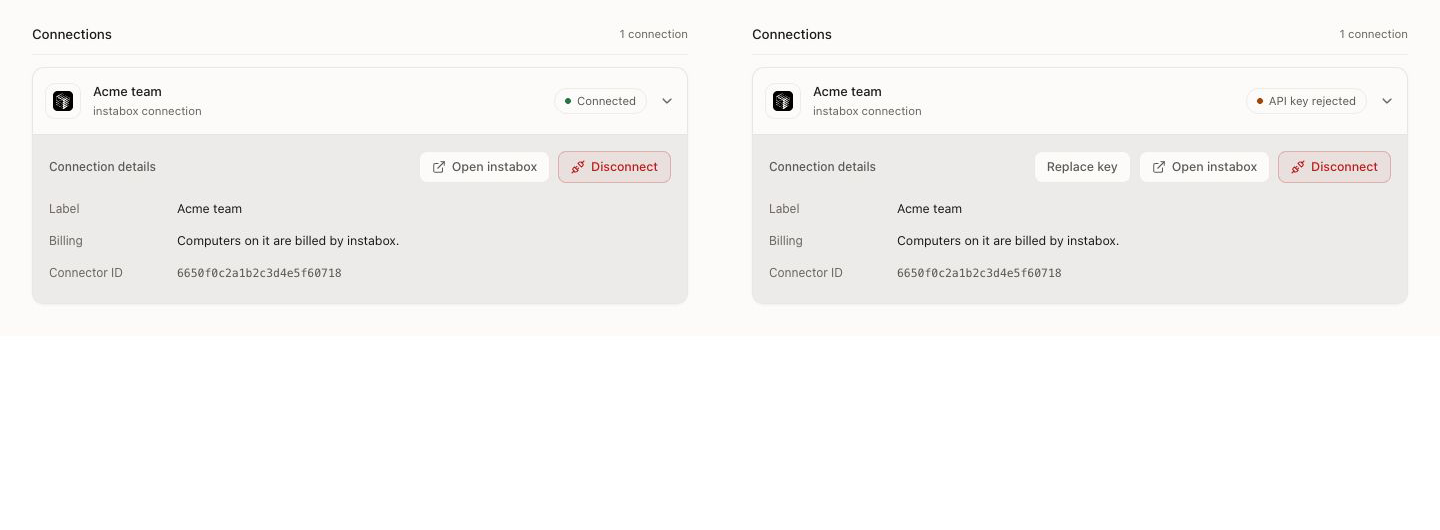 Connections
1 connection
Acme team
instabox connection
Connected
Connection details
Open instabox
Disconnect
Label
Acme team
Billing
Computers on it are billed by instabox.
Connector ID
6650f0c2a1b2c3d4e5f60718
Connections
1 connection
Acme team
instabox connection
API key rejected
Connection details
Replace key
Open instabox
Disconnect
Label
Acme team
Billing
Computers on it are billed by instabox.
Connector ID
6650f0c2a1b2c3d4e5f60718